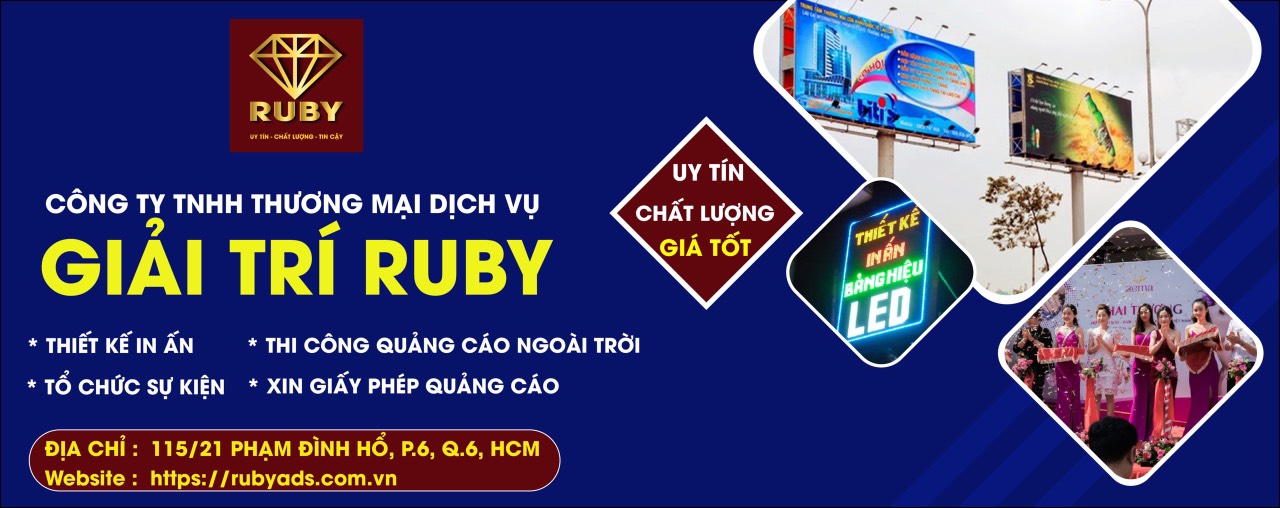 RUBY
UY TÍN - CHẤT LƯỢNG - TIN CẬY
CÔNG TY TNHH THƯƠNG MẠI DỊCH VỤ
GIẢI TRÍ RUBY
* THIẾT KẾ IN ẤN
* THI CÔNG QUẢNG CÁO NGOÀI TRỜI
* TỔ CHỨC SỰ KIỆN
* XIN GIẤY PHÉP QUẢNG CÁO
ĐỊA CHỈ : 115/21 PHẠM ĐÌNH HỔ, P.6, Q.6, HCM
Website : https://rubyads.com.vn
UY TÍN
CHẤT LƯỢNG
GIÁ TỐT
biti's
THIẾT KẾ
IN ẤN
BẢNG HIỆU
LED